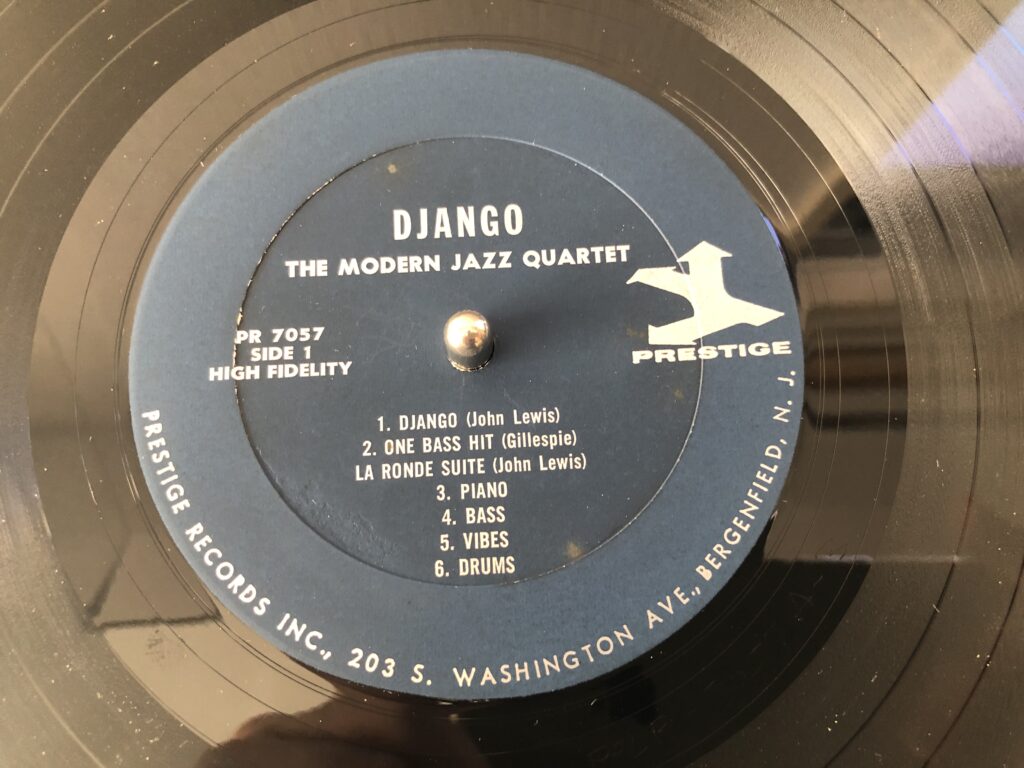 DJANGO
THE MODERN JAZZ QUARTET
PR 7057
SIDE 1
HIGH FIDELITY
PRESTIGE
1. DJANGO (John Lewis)
2. ONE BASS HIT (Gillespie)
LA RONDE SUITE (John Lewis)
3. PIANO
4. BASS
5. VIBES
6. DRUMS
PRESTIGE RECORDS INC., 203 S. WASHINGTON AVE., BERGENFIELD, N. J.